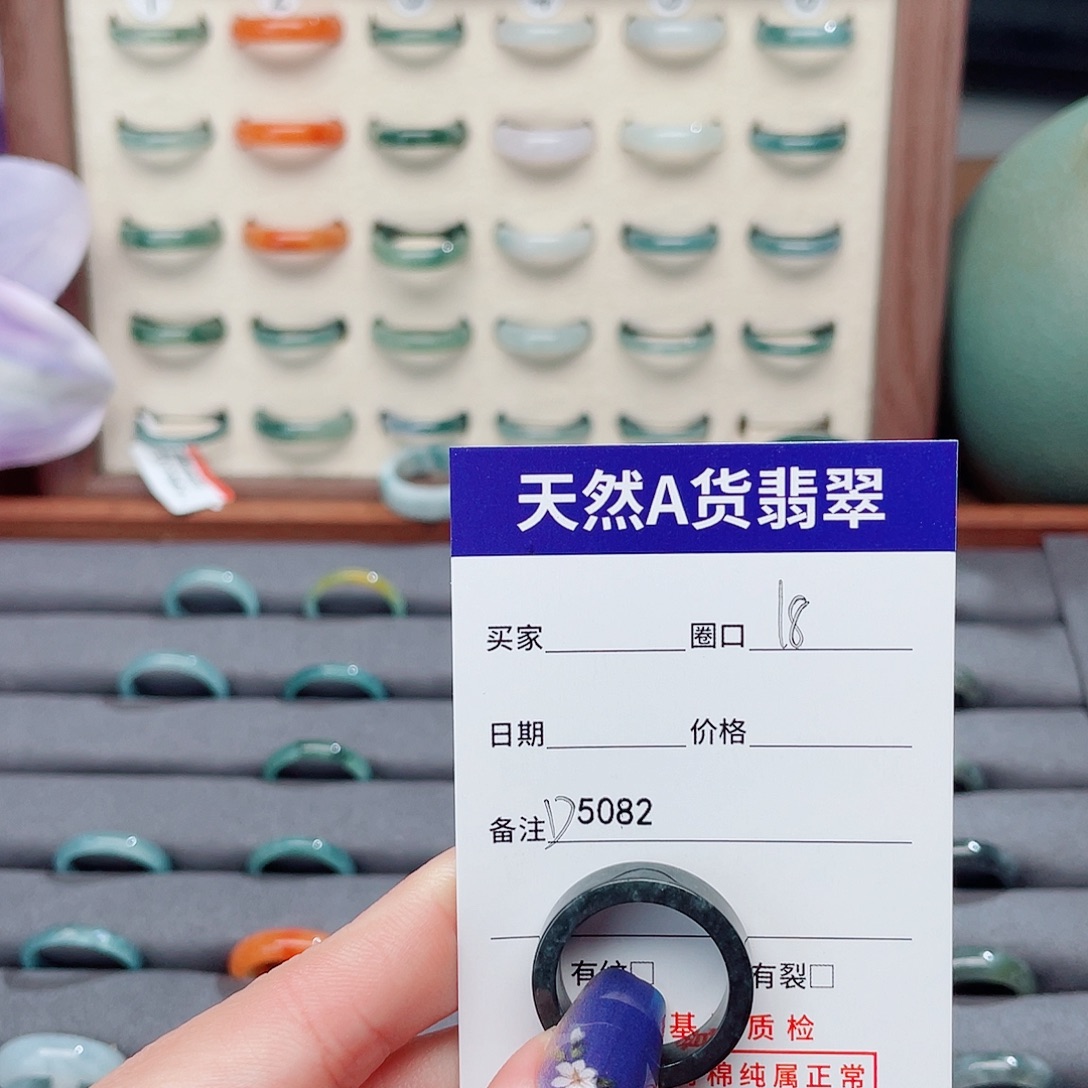 天然A货翡翠
买家 圈口 18
日期 价格
备注 D5082
有纹□ 有裂□
基 质检
棉纯属正常